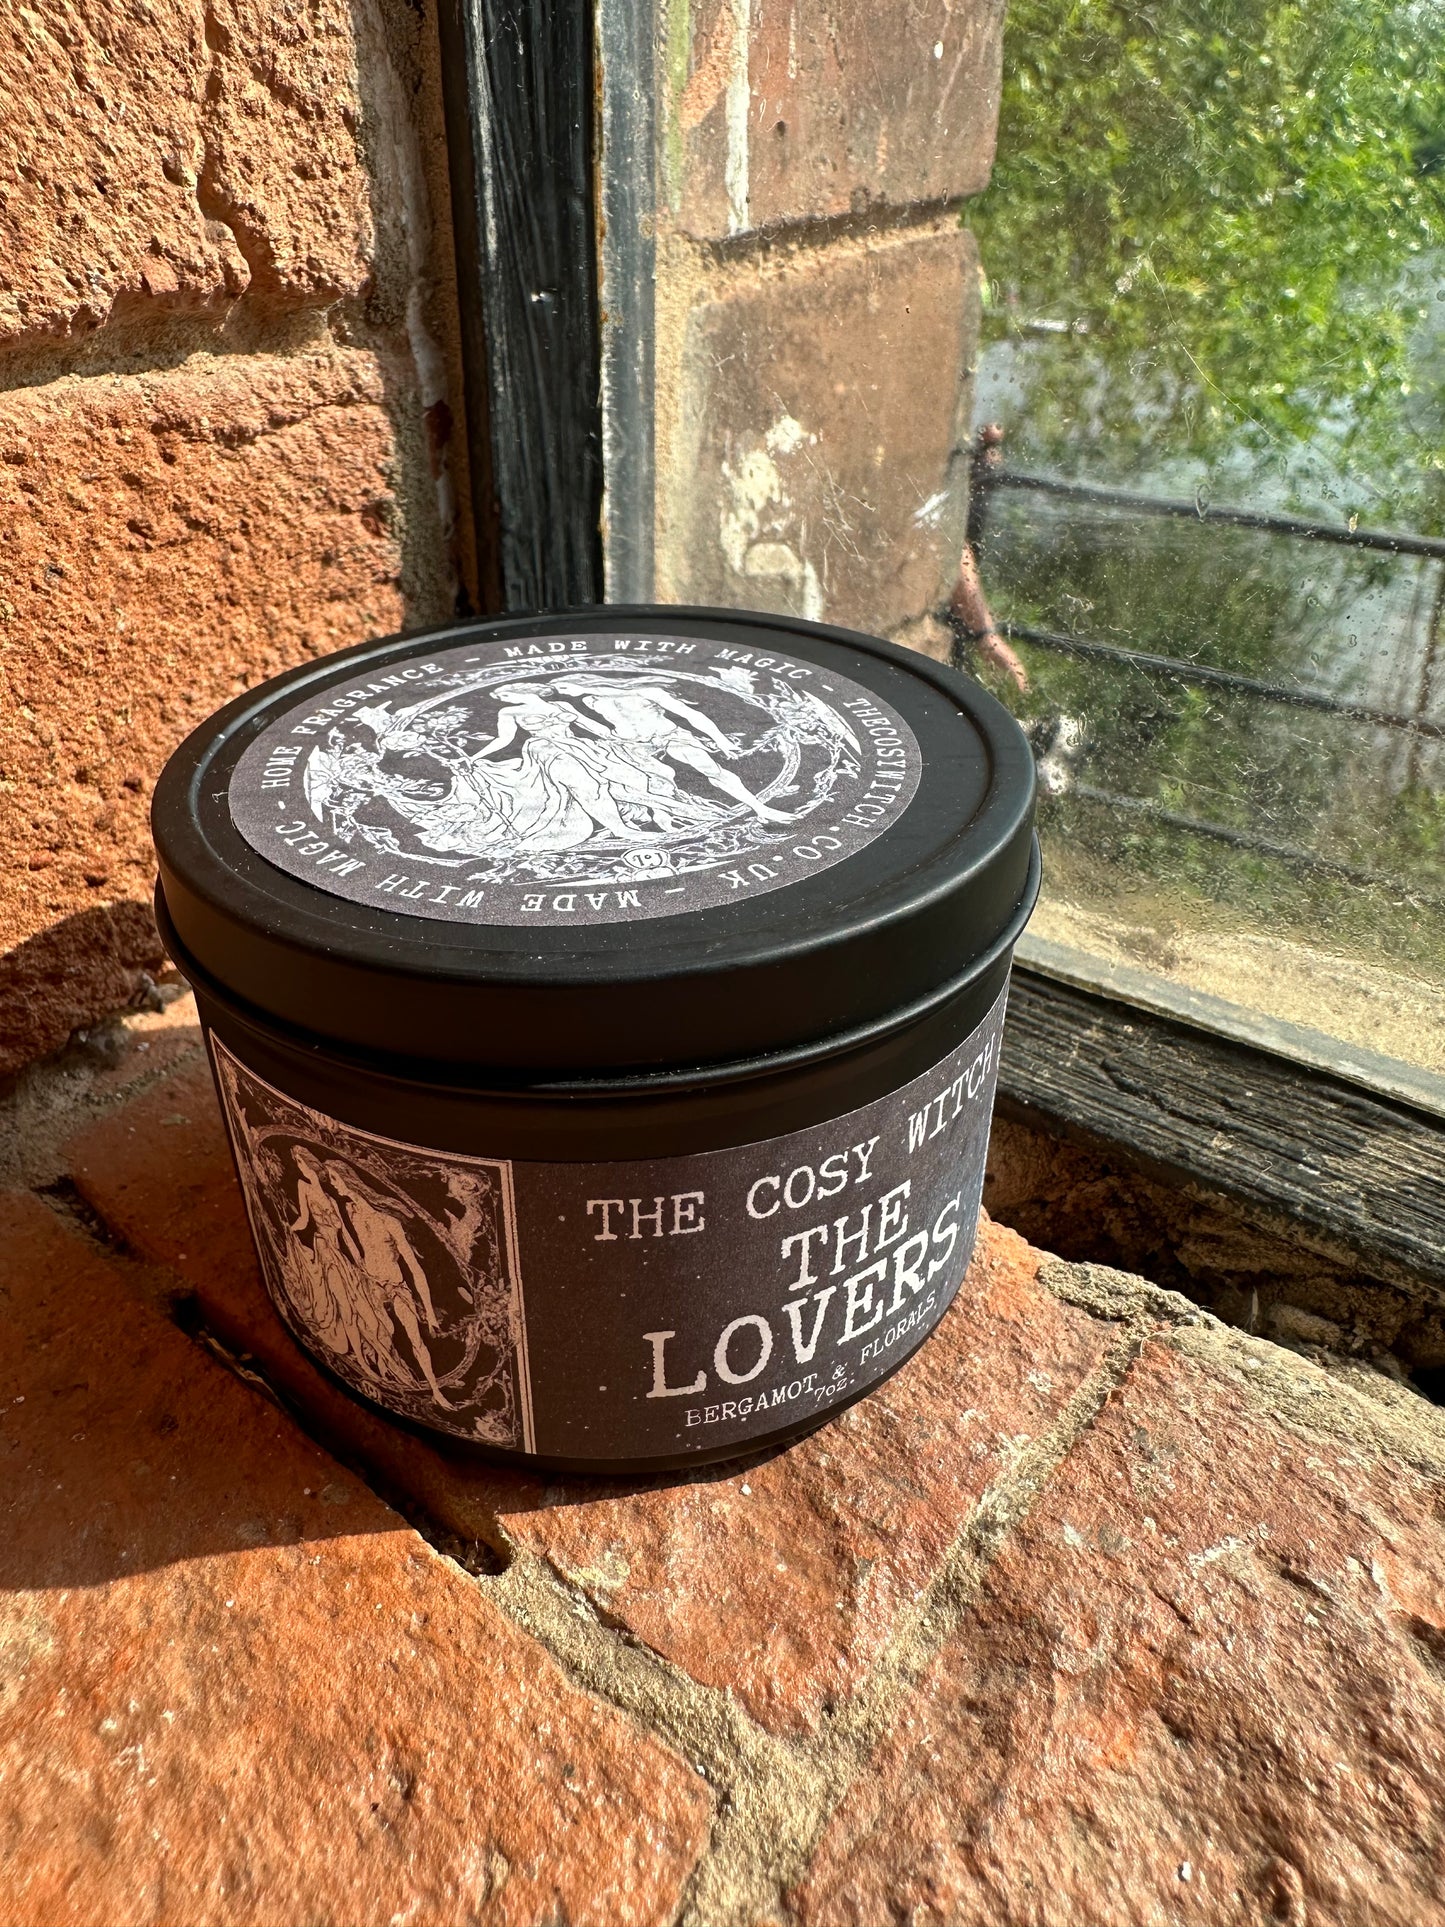 HOME FRAGRANCE - MADE WITH MAGIC - THECOSYWITCH.CO.UK - MADE WITH MAGIC -
THE COSY WITCH
THE
LOVERS
BERGAMOT & FLORALS
7oz.